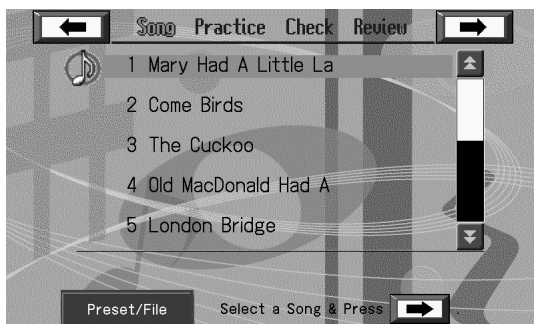 Song Practice Check Review
1 Mary Had A Little La
2 Come Birds
3 The Cuckoo
4 Old MacDonald Had A
5 London Bridge
Preset/File Select a Song & Press